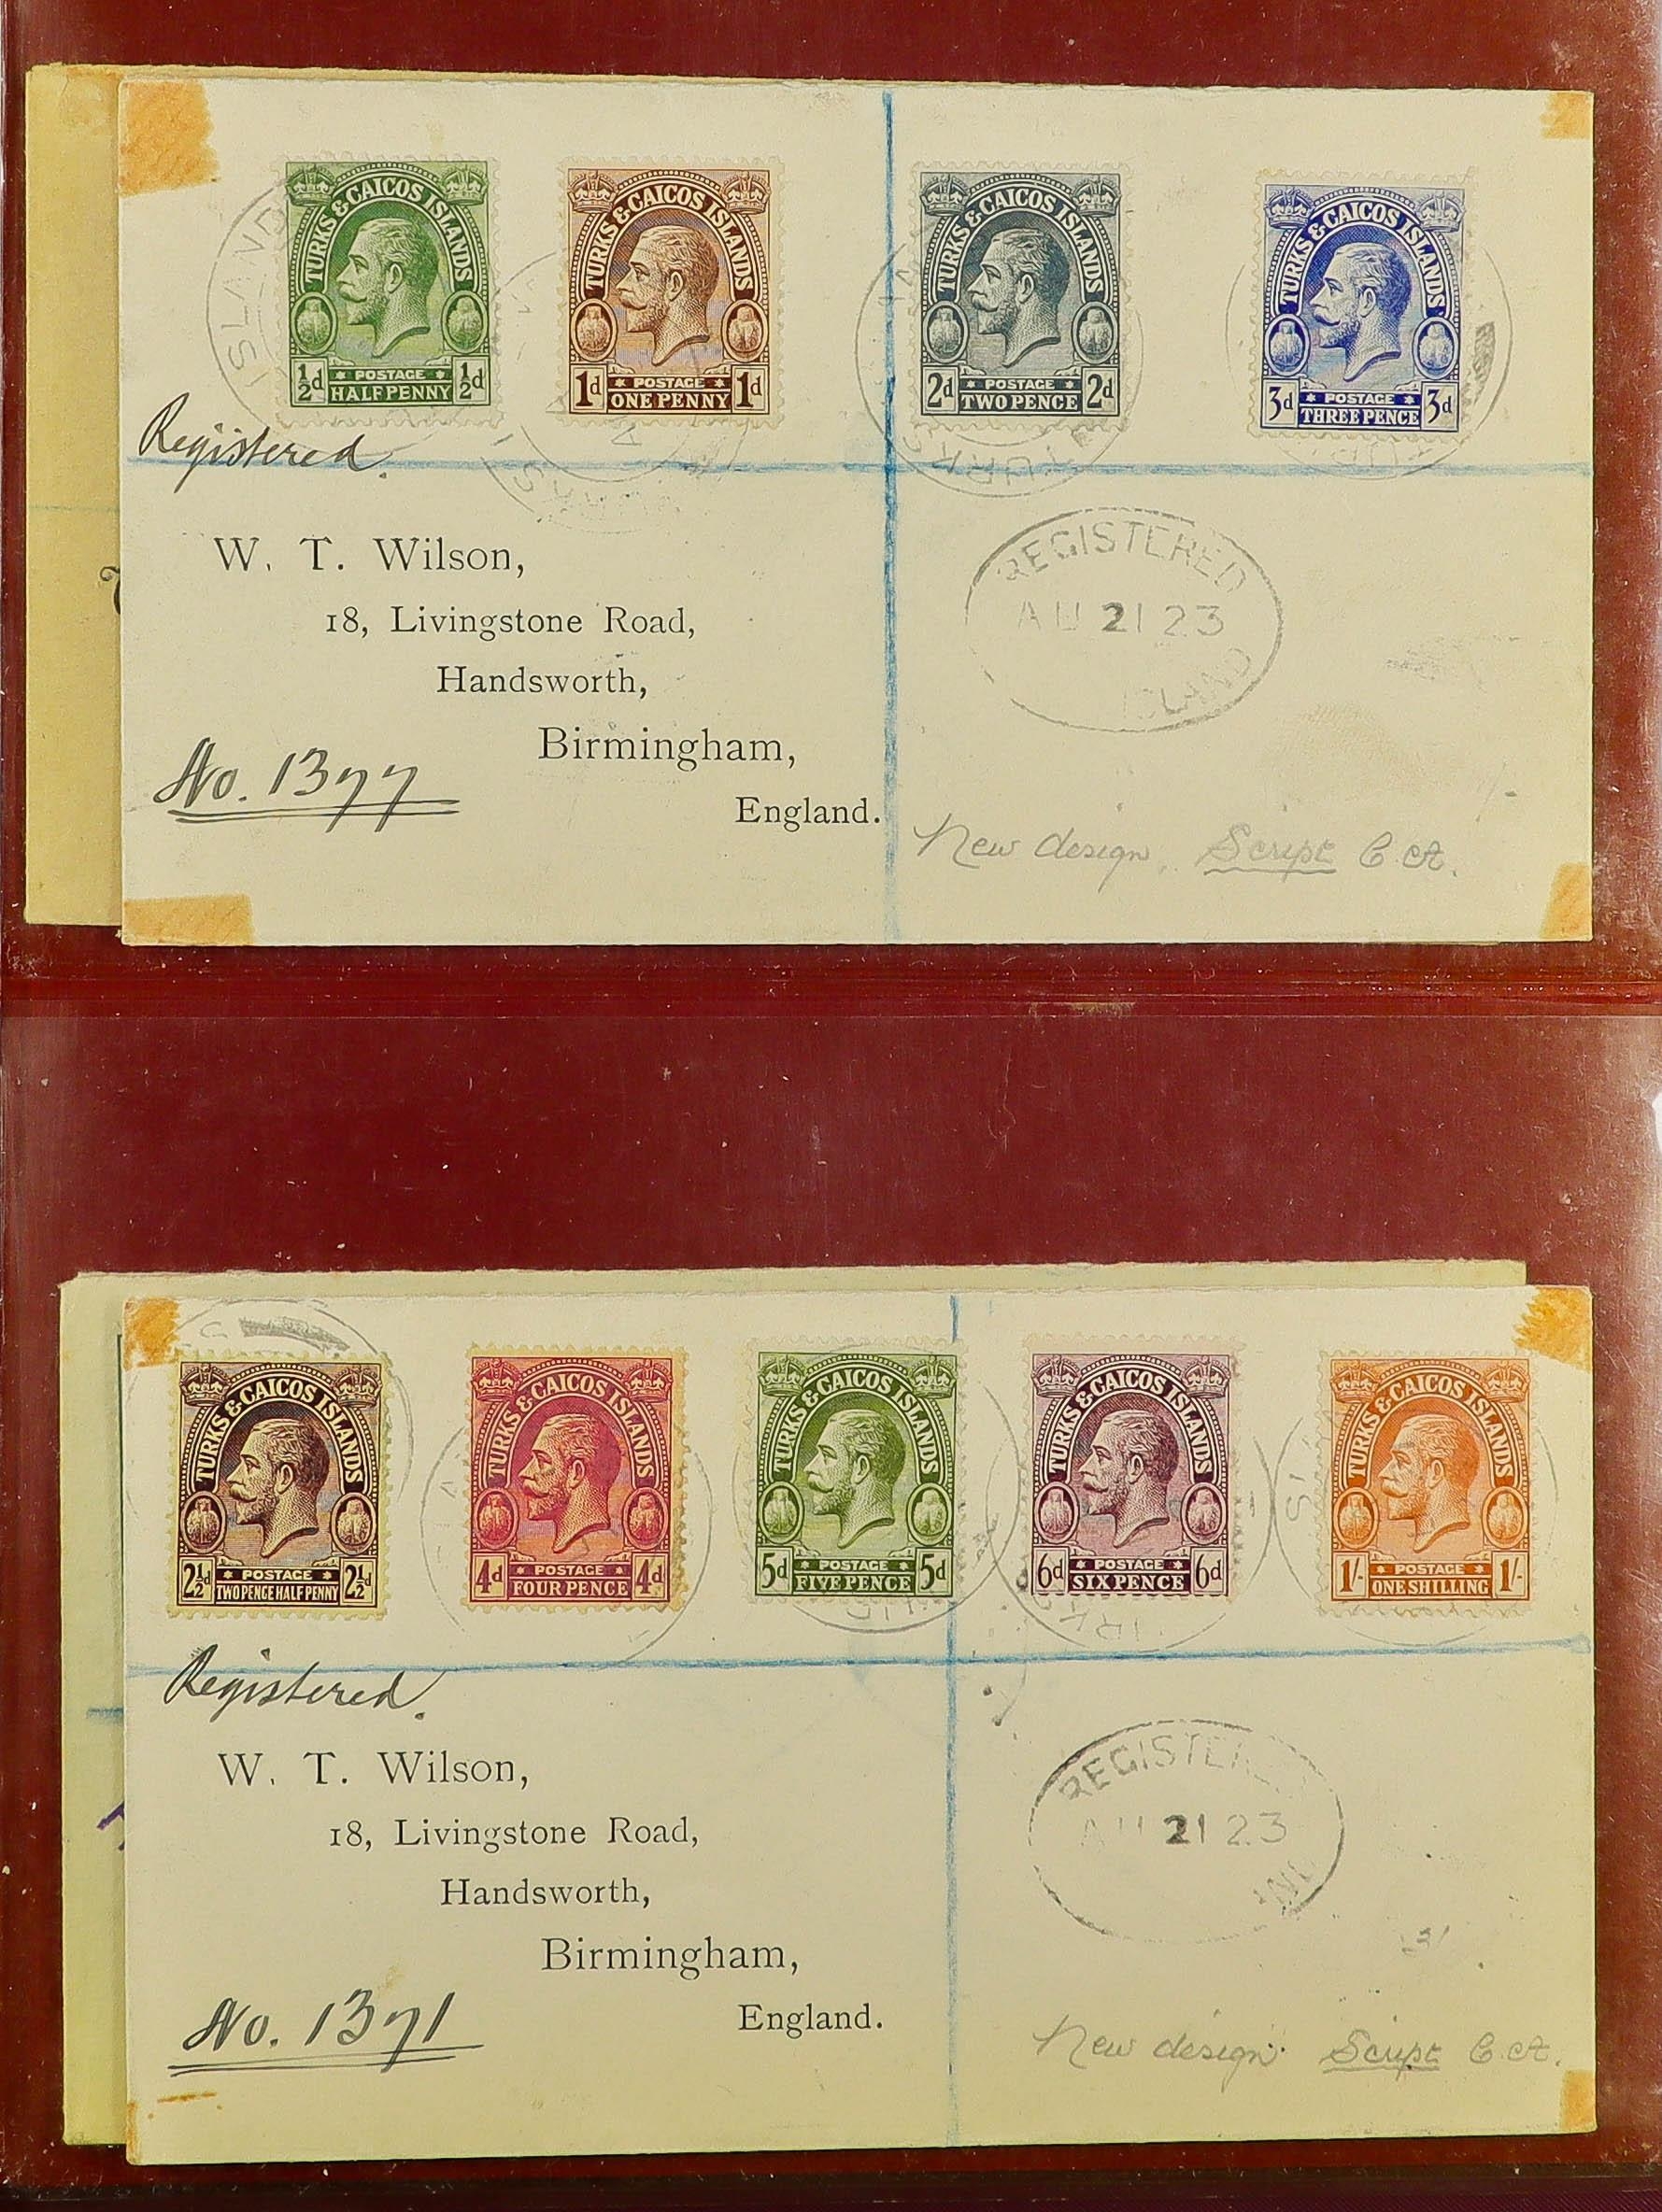 TURKS & CAICOS ISLANDS
½d POSTAGE ½d
HALFPENNY
TURKS & CAICOS ISLANDS
1d POSTAGE 1d
ONE PENNY
TURKS & CAICOS ISLANDS
2d POSTAGE 2d
TWO PENCE
TURKS & CAICOS ISLANDS
3d POSTAGE 3d
THREE PENCE
ISLAND
TURKS
Registered.
W. T. Wilson,
18, Livingstone Road,
Handsworth,
Birmingham,
England.
No. 1377
REGISTERED
AU 21 23
ISLAND
New design, Script C.A.
TURKS & CAICOS ISLANDS
2½d POSTAGE 2½d
TWO PENCE HALF PENNY
TURKS & CAICOS ISLANDS
4d POSTAGE 4d
FOUR PENCE
TURKS & CAICOS ISLANDS
5d POSTAGE 5d
FIVE PENCE
TURKS & CAICOS ISLANDS
6d POSTAGE 6d
SIX PENCE
TURKS & CAICOS ISLANDS
1/- POSTAGE 1/-
ONE SHILLING
Registered.
W. T. Wilson,
18, Livingstone Road,
Handsworth,
Birmingham,
England.
No. 1371
REGISTERED
AU 21 23
New design. Script C.A.